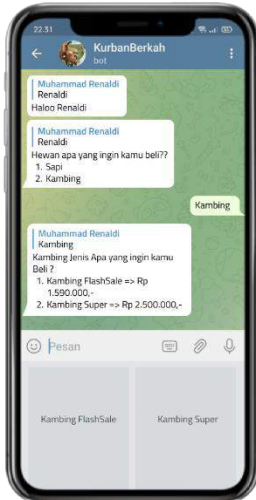 22.31
KurbanBerkah
bot
Muhammad Renaldi
Renaldi
Haloo Renaldi
Muhammad Renaldi
Renaldi
Hewan apa yang ingin kamu beli??
1. Sapi
2. Kambing
Kambing
Muhammad Renaldi
Kambing
Kambing Jenis Apa yang ingin kamu
Beli ?
1. Kambing FlashSale => Rp
1.590.000,-
2. Kambing Super => Rp 2.500.000,-
Pesan
Kambing FlashSale
Kambing Super